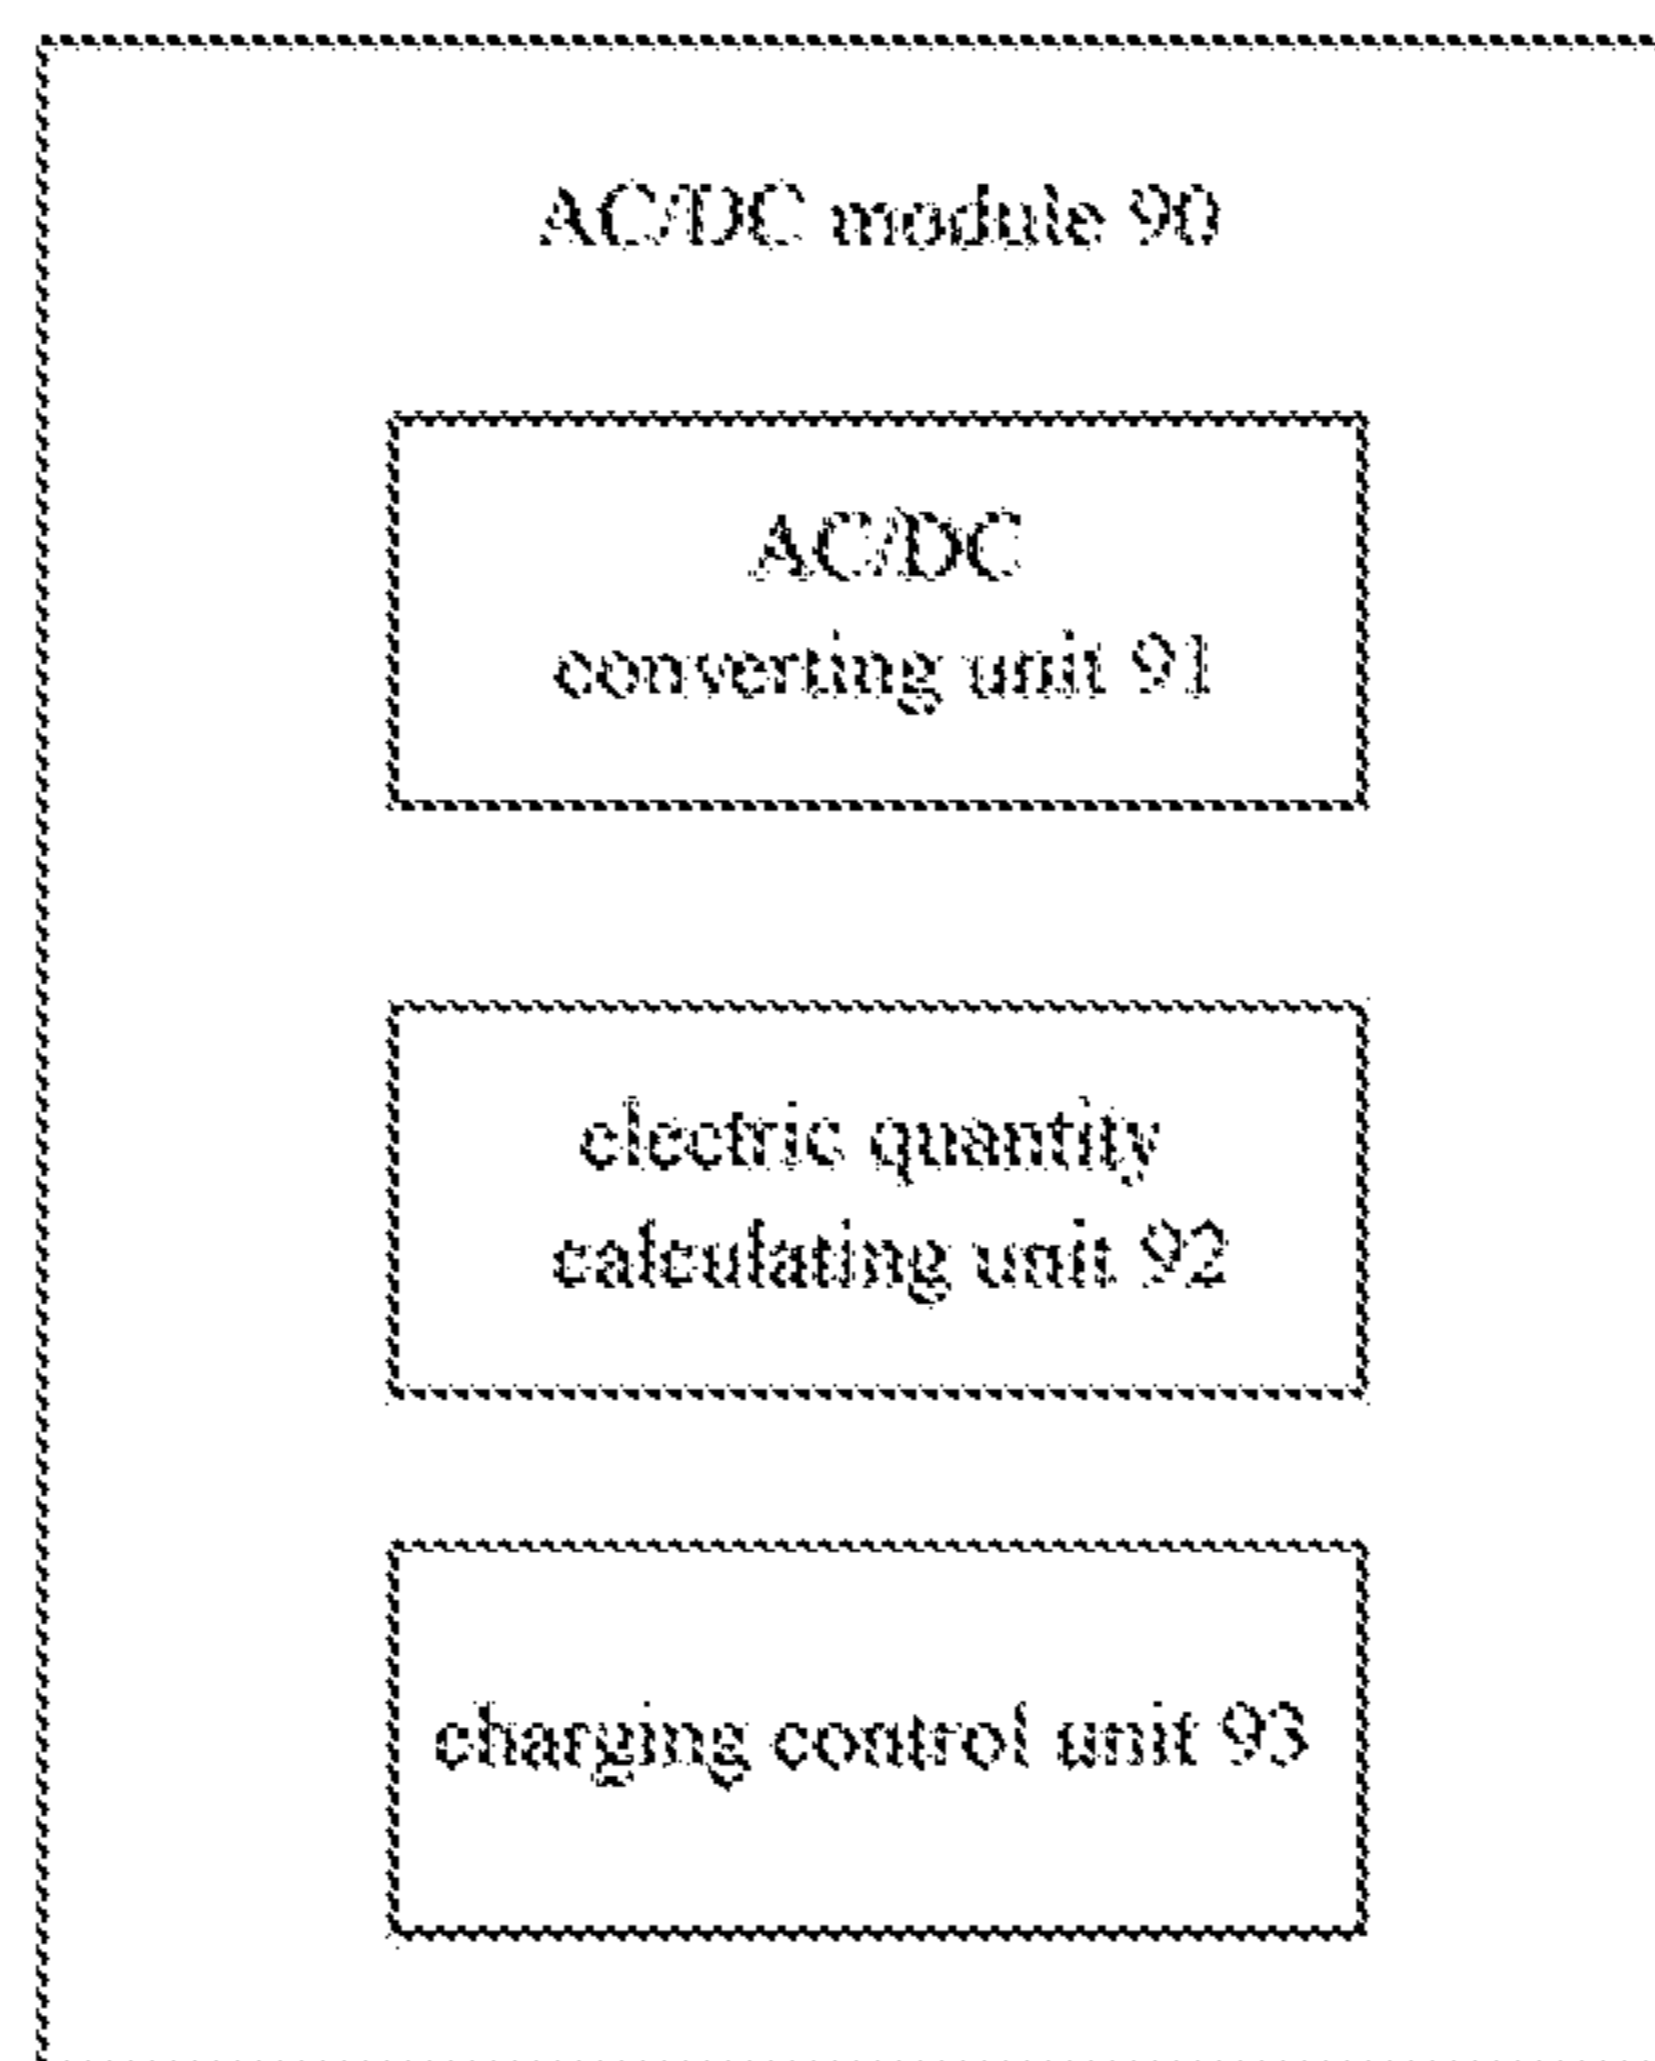 AC/DC module 90
AC/DC
converting unit 91
electric quantity
calculating unit 92
charging control unit 93